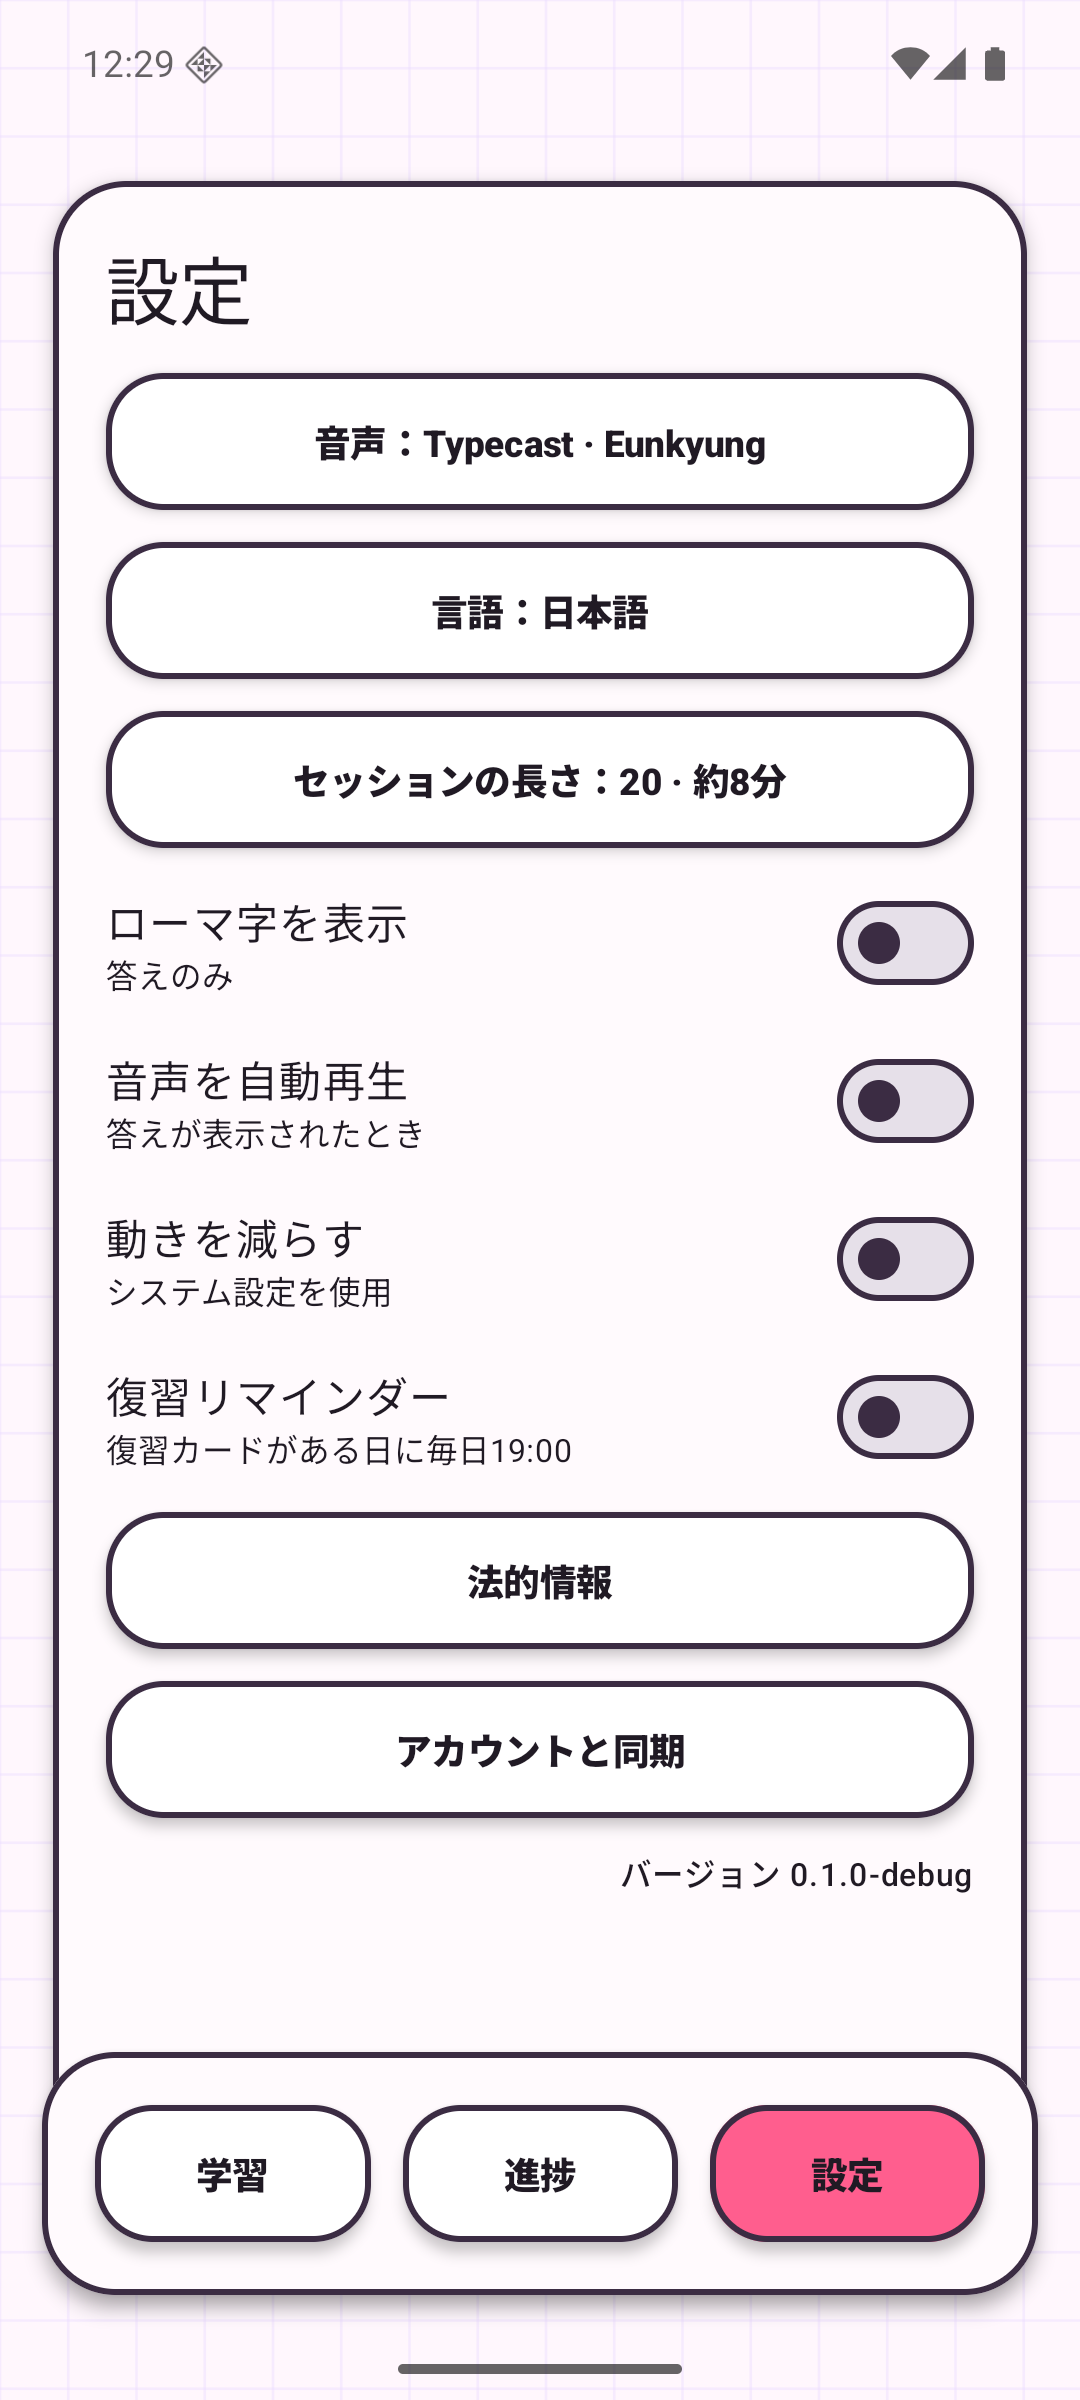 12:29
設定
音声：Typecast · Eunkyung
言語：日本語
セッションの長さ：20 · 約8分
ローマ字を表示
答えのみ
音声を自動再生
答えが表示されたとき
動きを減らす
システム設定を使用
復習リマインダー
復習カードがある日に毎日19:00
法的情報
アカウントと同期
バージョン 0.1.0-debug
学習
進捗
設定